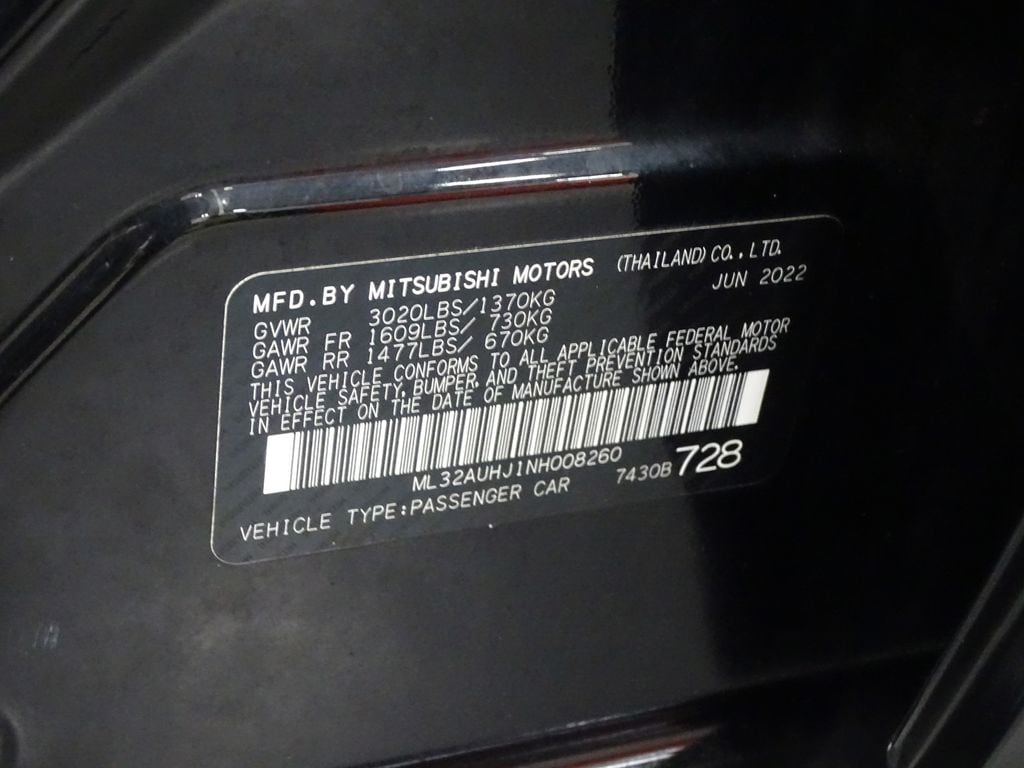 MFD.BY MITSUBISHI MOTORS (THAILAND) CO., LTD.
JUN 2022
GVWR 3020LBS/1370KG
GAWR FR 1609LBS/ 730KG
GAWR RR 1477LBS/ 670KG
THIS VEHICLE CONFORMS TO ALL APPLICABLE FEDERAL MOTOR
VEHICLE SAFETY, BUMPER, AND THEFT PREVENTION STANDARDS
IN EFFECT ON THE DATE OF MANUFACTURE SHOWN ABOVE.
ML32AUHJ1NH008260
7430B 728
VEHICLE TYPE:PASSENGER CAR